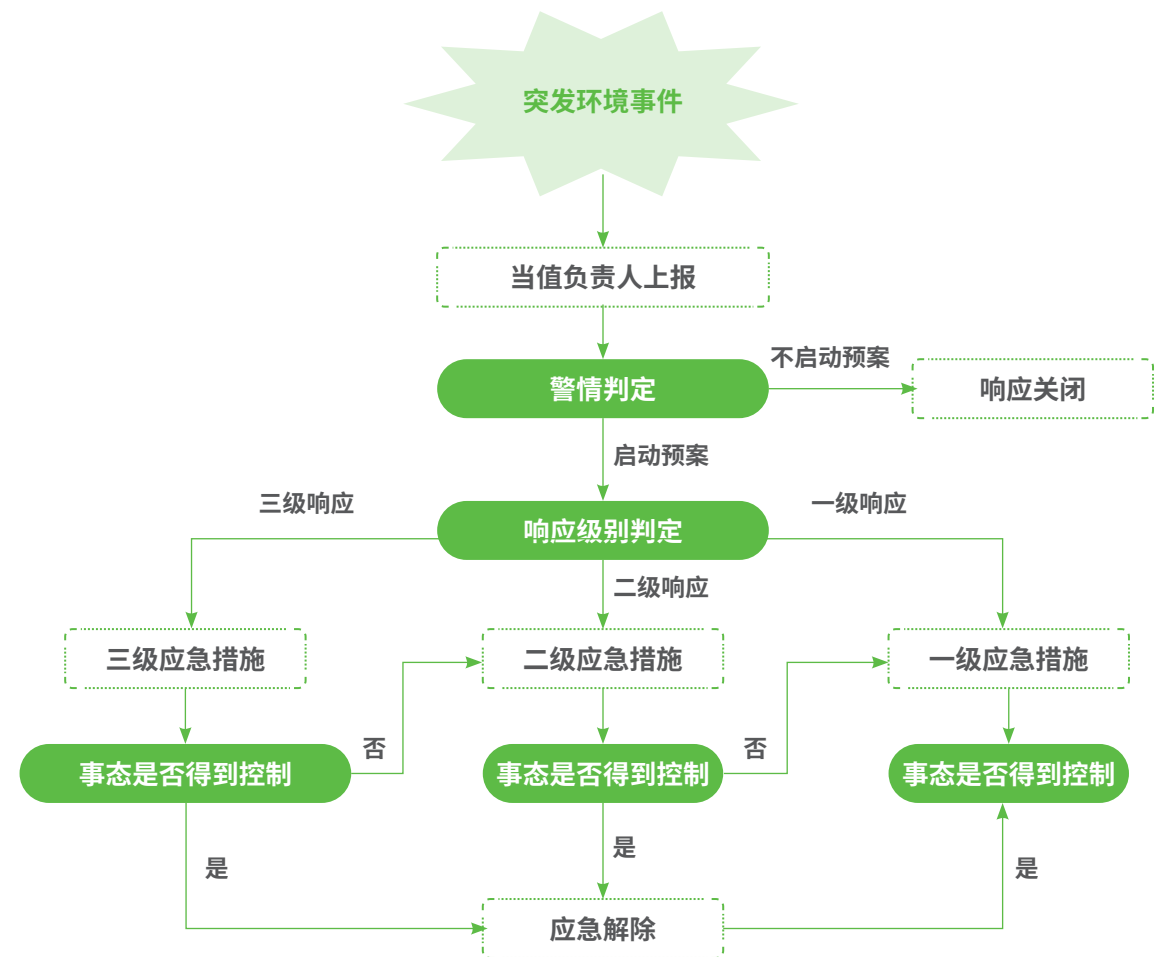 突发环境事件
当值负责人上报
不启动预案
警情判定
响应关闭
启动预案
三级响应
一级响应
响应级别判定
二级响应
三级应急措施
二级应急措施
一级应急措施
否
否
事态是否得到控制
事态是否得到控制
事态是否得到控制
是
是
是
应急解除